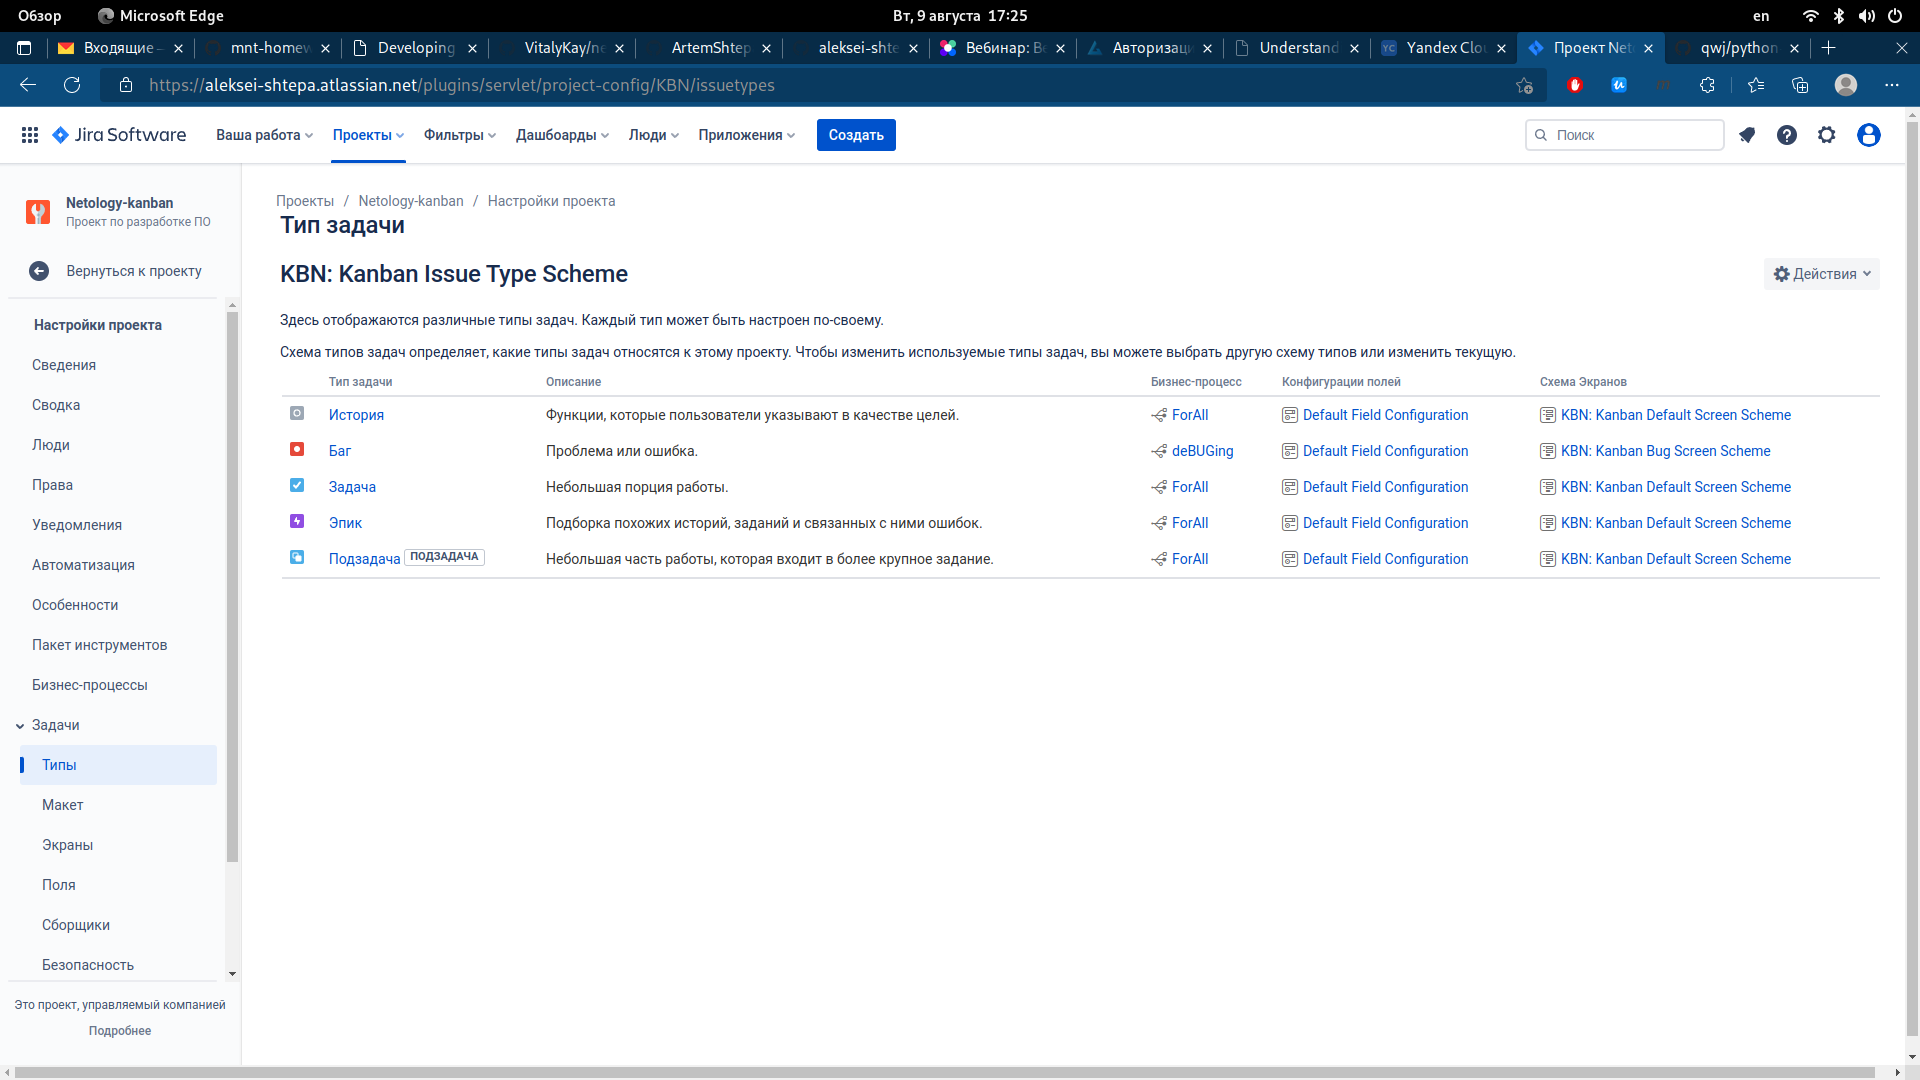 Обзор Microsoft Edge Вт, 9 августа 17:25 en
Входящие - mnt-homew Developing VitalyKay/ne ArtemShtep aleksei-shte Вебинар: Ве Авторизаци Understand Yandex Clou Проект Net qwj/python
https://aleksei-shtepa.atlassian.net/plugins/servlet/project-config/KBN/issuetypes
Jira Software Ваша работа Проекты Фильтры Дашборды Люди Приложения Создать Поиск
Netology-kanban
Проект по разработке ПО
Вернуться к проекту
Настройки проекта
Сведения
Сводка
Люди
Права
Уведомления
Автоматизация
Особенности
Пакет инструментов
Бизнес-процессы
Задачи
Типы
Макет
Экраны
Поля
Сборщики
Безопасность
Это проект, управляемый компанией
Подробнее
Проекты / Netology-kanban / Настройки проекта
Тип задачи
KBN: Kanban Issue Type Scheme
Действия
Здесь отображаются различные типы задач. Каждый тип может быть настроен по-своему.
Схема типов задач определяет, какие типы задач относятся к этому проекту. Чтобы изменить используемые типы задач, вы можете выбрать другую схему типов или изменить текущую.
Тип задачи Описание Бизнес-процесс Конфигурации полей Схема Экранов
История Функции, которые пользователи указывают в качестве целей. ForAll Default Field Configuration KBN: Kanban Default Screen Scheme
Баг Проблема или ошибка. deBUGing Default Field Configuration KBN: Kanban Bug Screen Scheme
Задача Небольшая порция работы. ForAll Default Field Configuration KBN: Kanban Default Screen Scheme
Эпик Подборка похожих историй, заданий и связанных с ними ошибок. ForAll Default Field Configuration KBN: Kanban Default Screen Scheme
Подзадача ПОДЗАДАЧА Небольшая часть работы, которая входит в более крупное задание. ForAll Default Field Configuration KBN: Kanban Default Screen Scheme